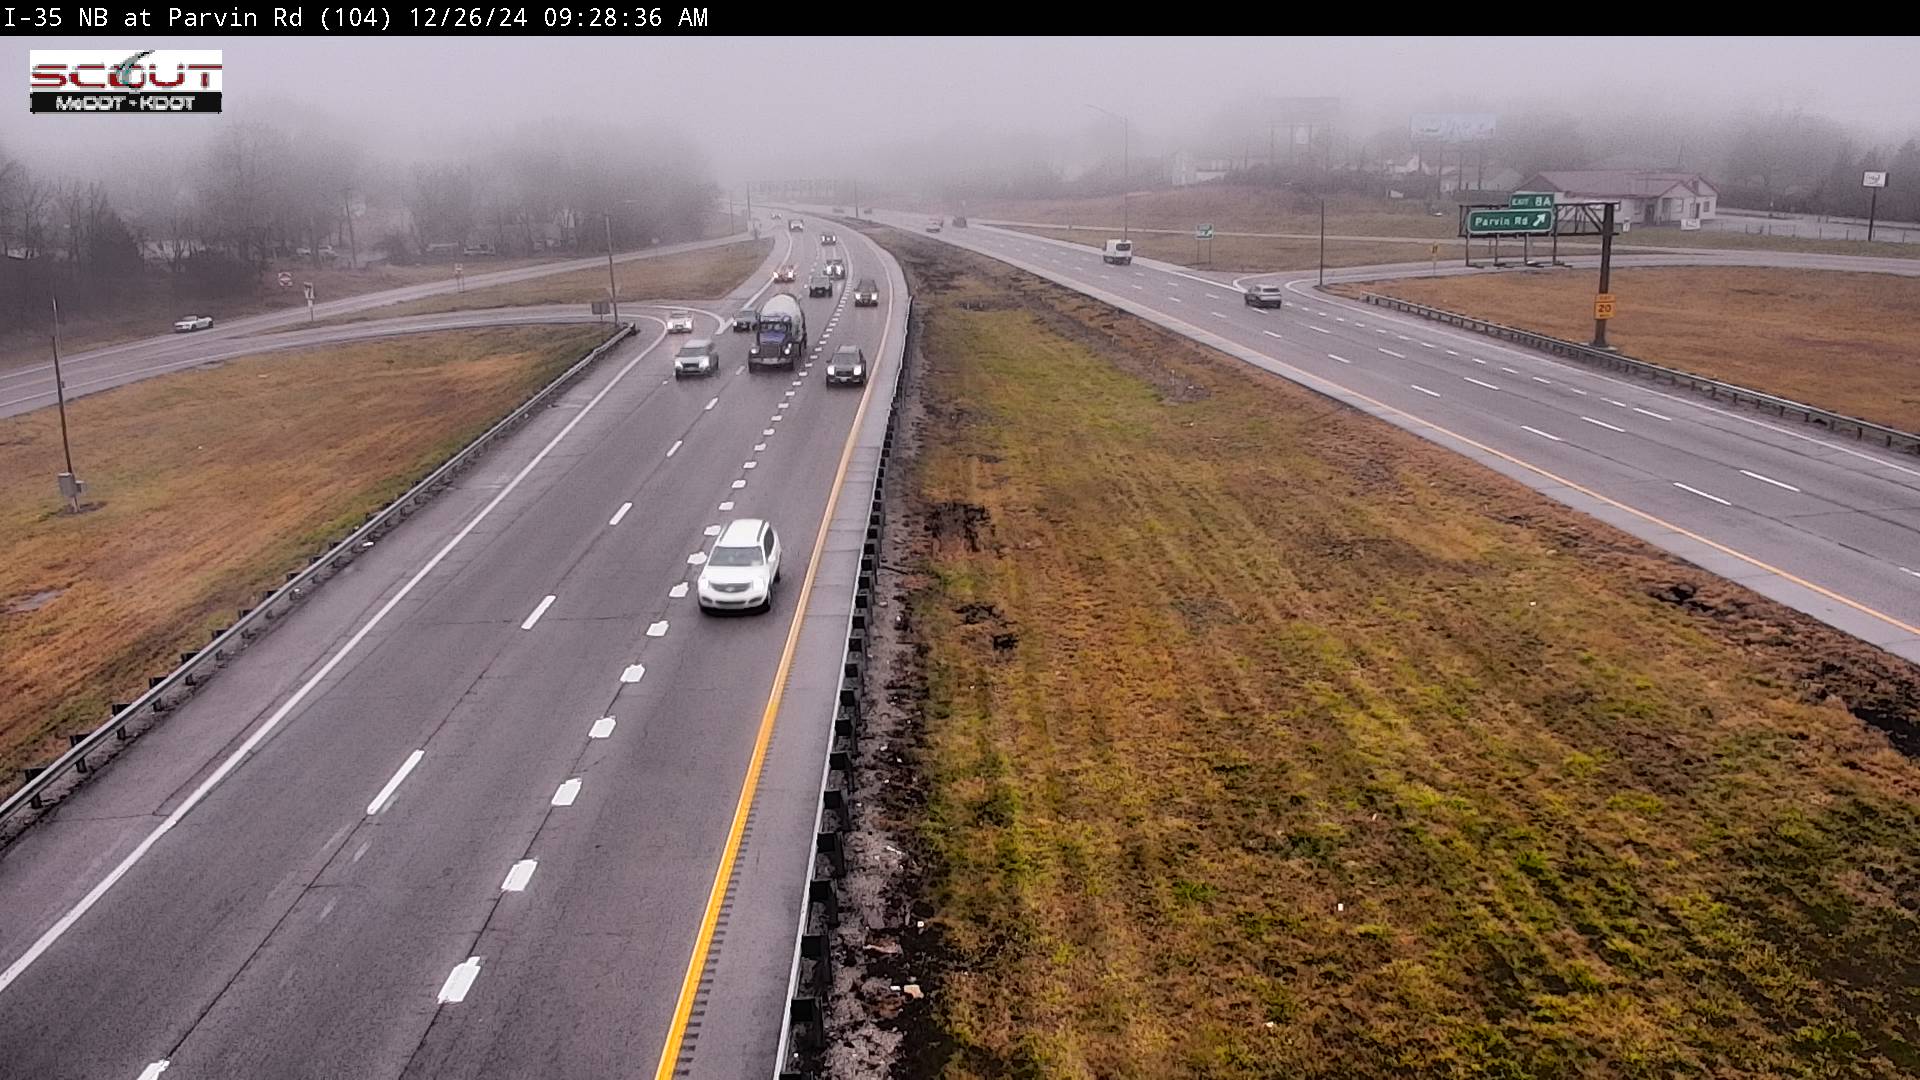 I-35 NB at Parvin Rd (104) 12/26/24 09:28:36 AM
SCOUT
MoDOT - KDOT
EXIT 8A
Parvin Rd
EXIT
20